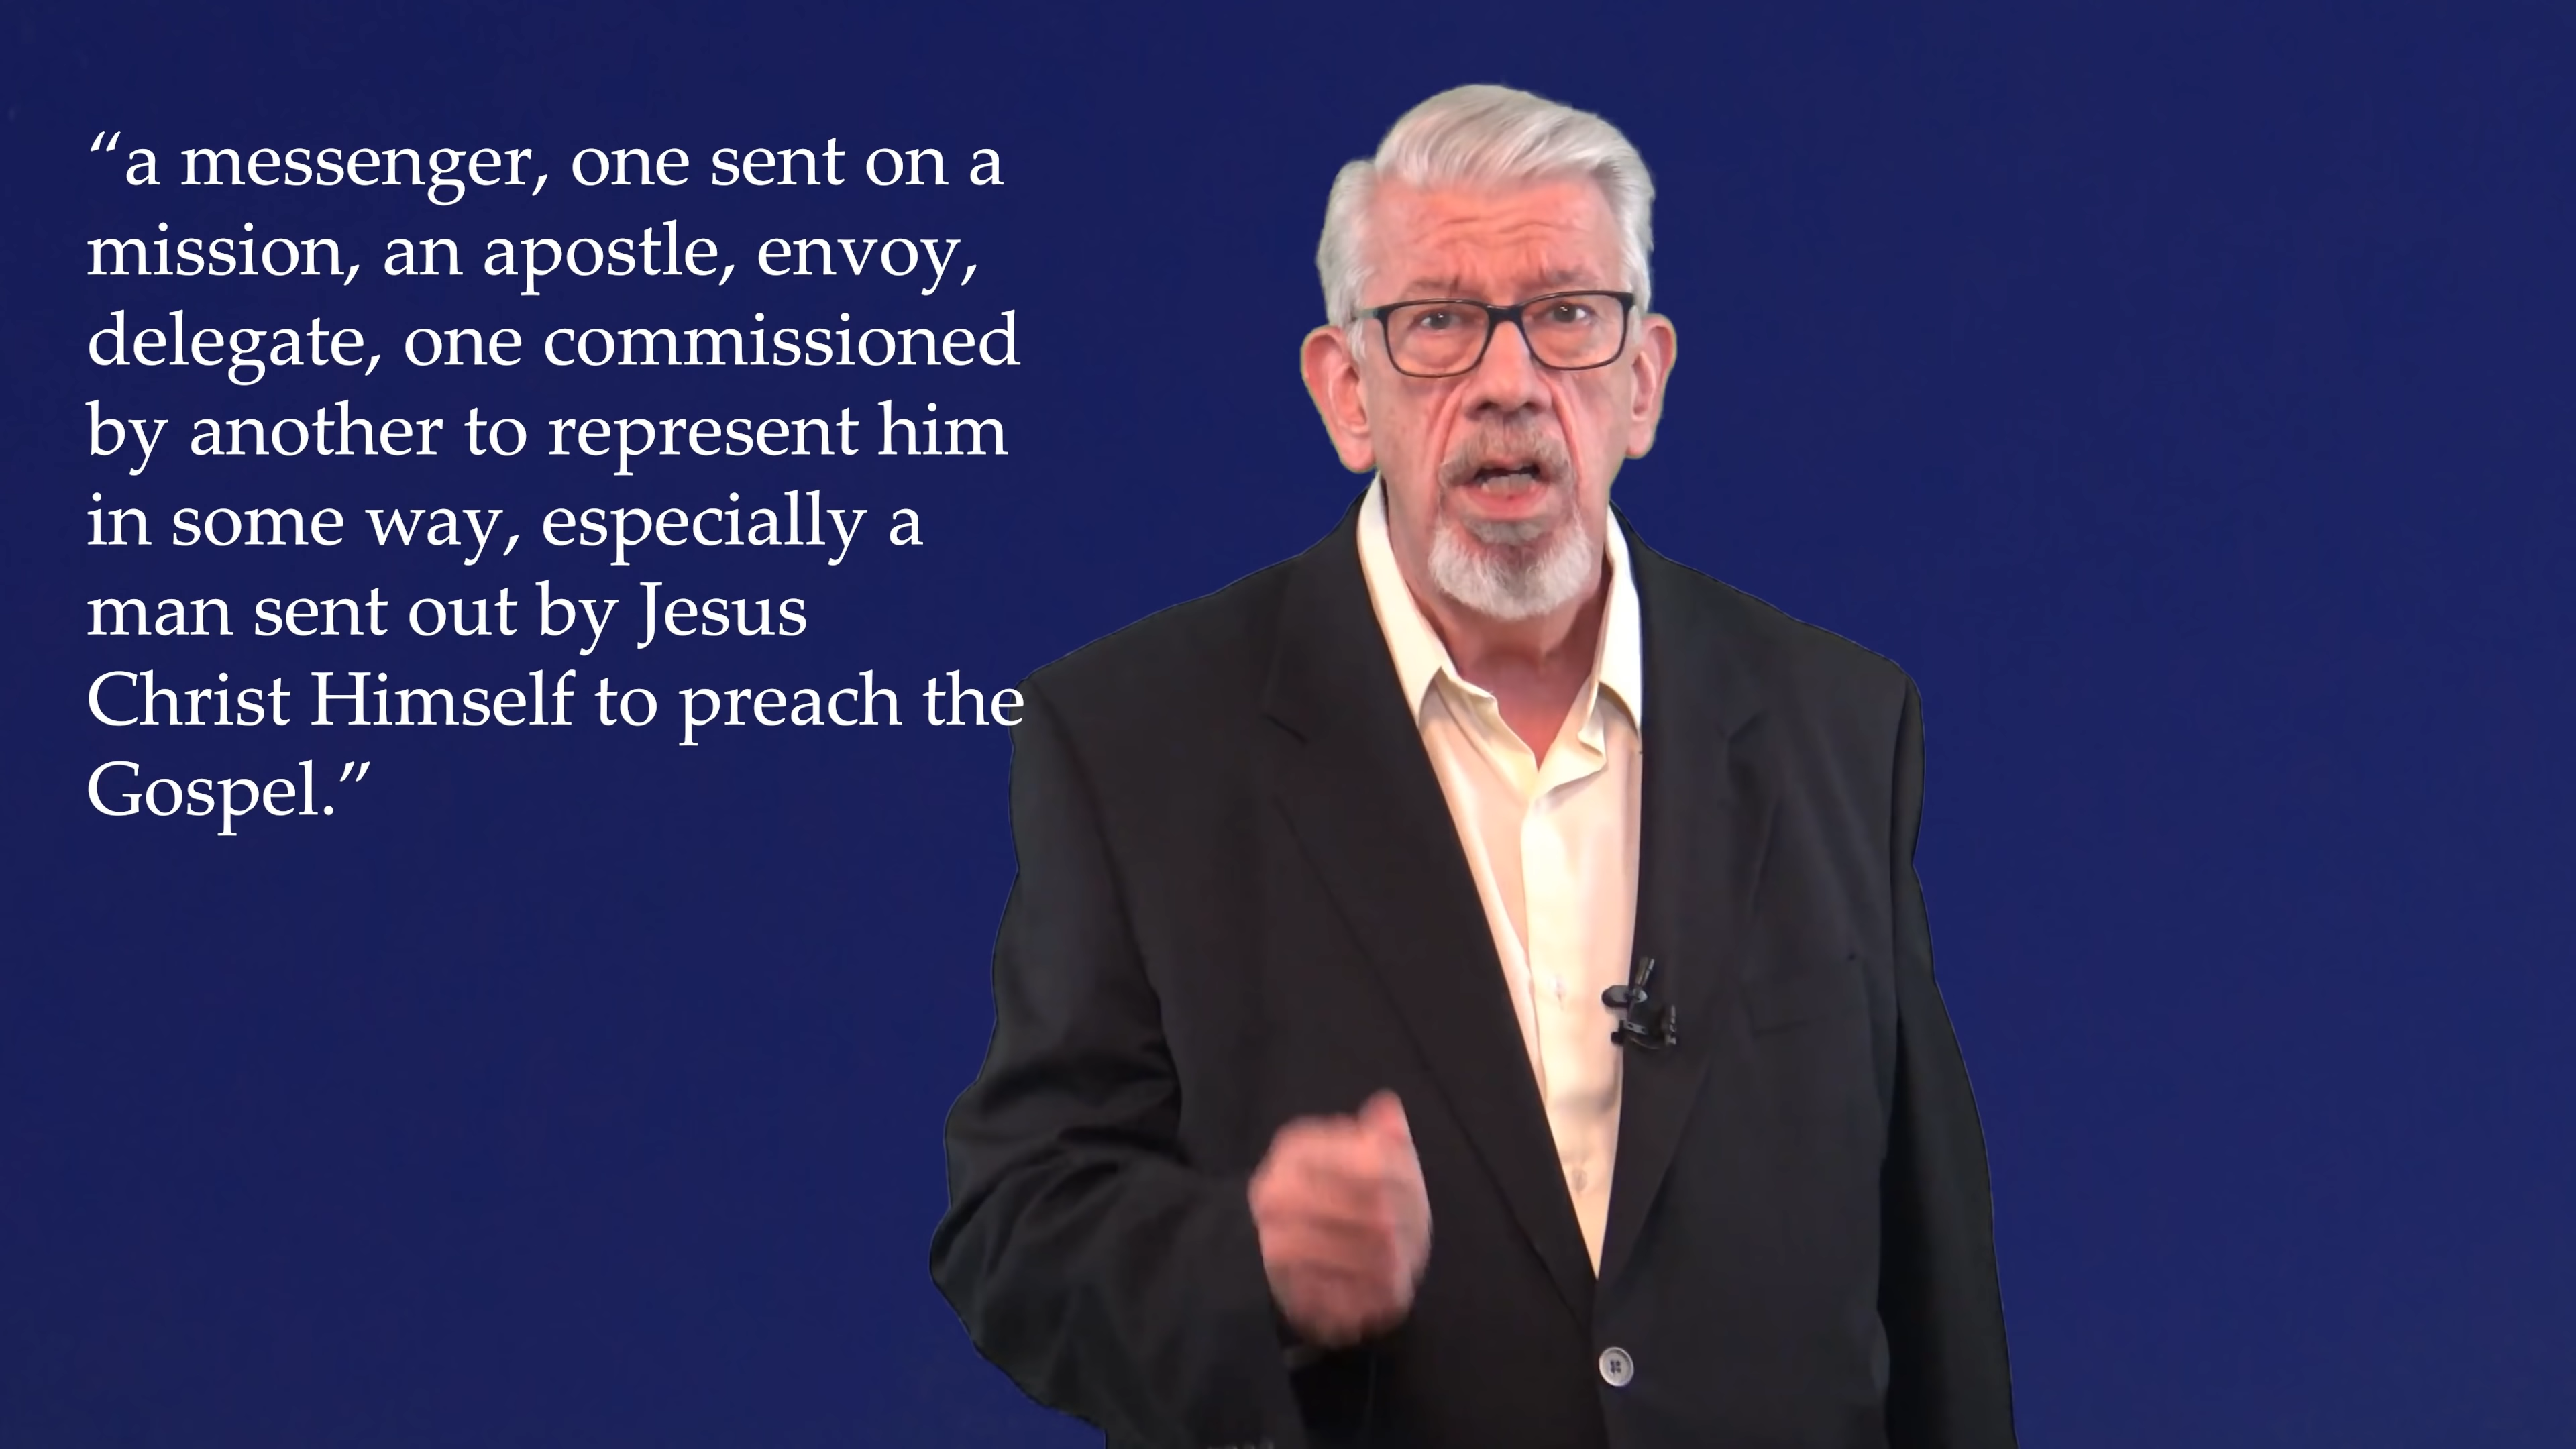 “a messenger, one sent on a
mission, an apostle, envoy,
delegate, one commissioned
by another to represent him
in some way, especially a
man sent out by Jesus
Christ Himself to preach the
Gospel.”